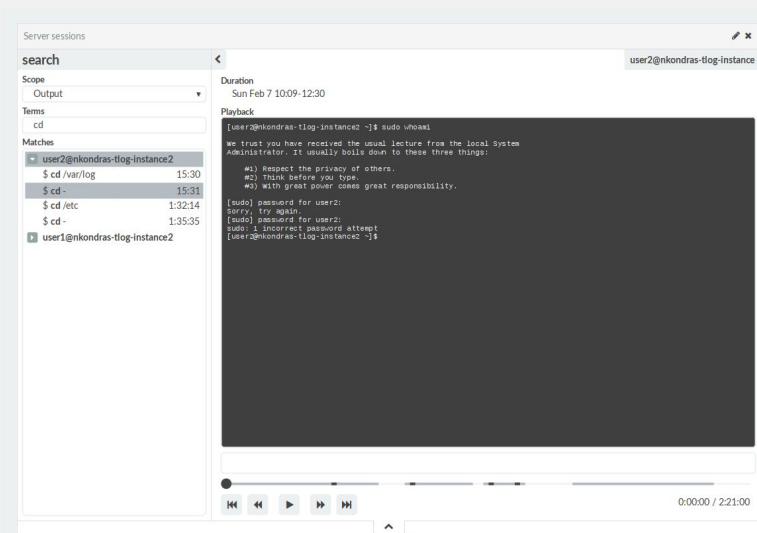 Server sessions
search
user2@nkondras-tlog-instance
Scope
Output
Terms
cd
Matches
user2@nkondras-tlog-instance2
$ cd /var/log 15:30
$ cd - 15:31
$ cd /etc 1:32:14
$ cd - 1:35:35
user1@nkondras-tlog-instance2
Duration
Sun Feb 7 10:09-12:30
Playback
[user2@nkondras-tlog-instance2 ~]$ sudo whoami
We trust you have received the usual lecture from the local System
Administrator. It usually boils down to these three things:
#1) Respect the privacy of others.
#2) Think before you type.
#3) With great power comes great responsibility.
[sudo] password for user2:
Sorry, try again.
[sudo] password for user2:
sudo: 1 incorrect password attempt
[user2@nkondras-tlog-instance2 ~]$
0:00:00 / 2:21:00